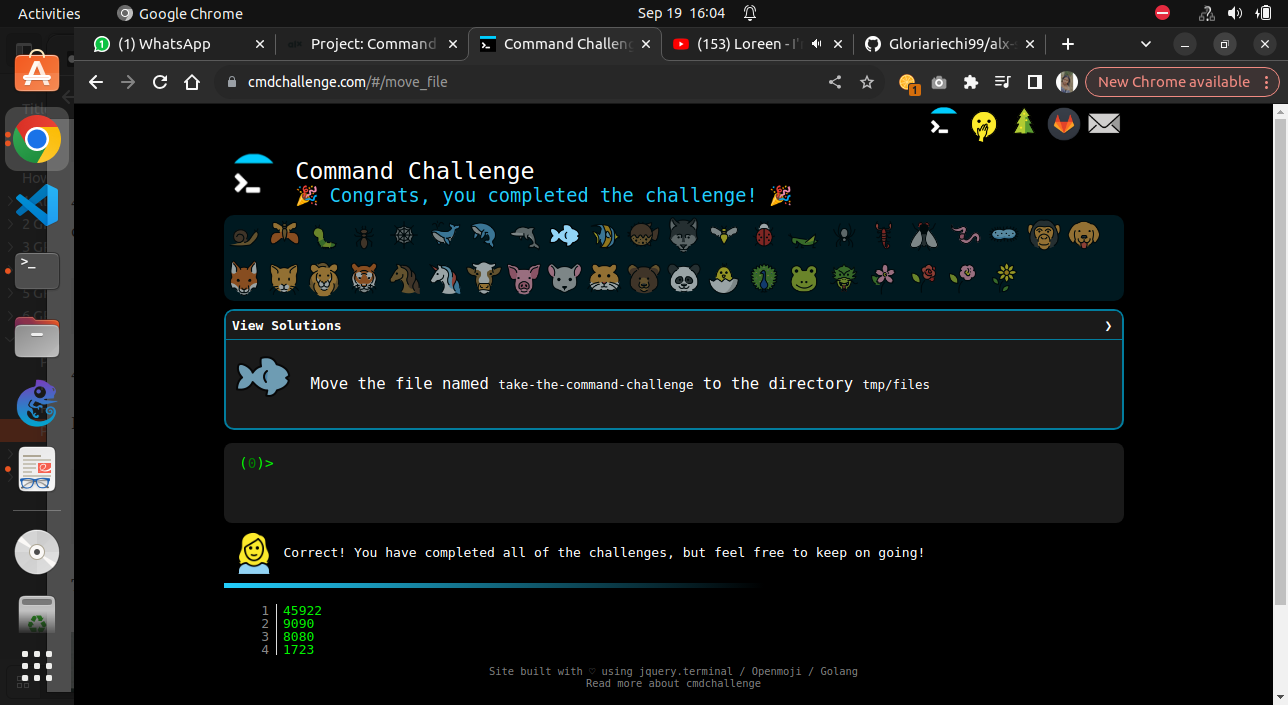 Activities Google Chrome Sep 19 16:04
(1) WhatsApp Project: Command Command Challeng (153) Loreen - I' Gloriariechi99/alx-
cmdchallenge.com/#/move_file 1 New Chrome available
Command Challenge
🎉 Congrats, you completed the challenge! 🎉
View Solutions ❯
Move the file named take-the-command-challenge to the directory tmp/files
(0)>
Correct! You have completed all of the challenges, but feel free to keep on going!
1 45922
2 9090
3 8080
4 1723
Site built with ♡ using jquery.terminal / Openmoji / Golang
Read more about cmdchallenge